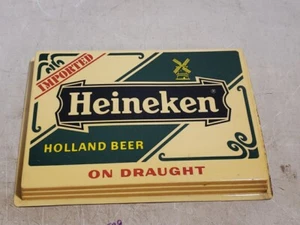 IMPORTED
Heineken
HOLLAND BEER
ON DRAUGHT